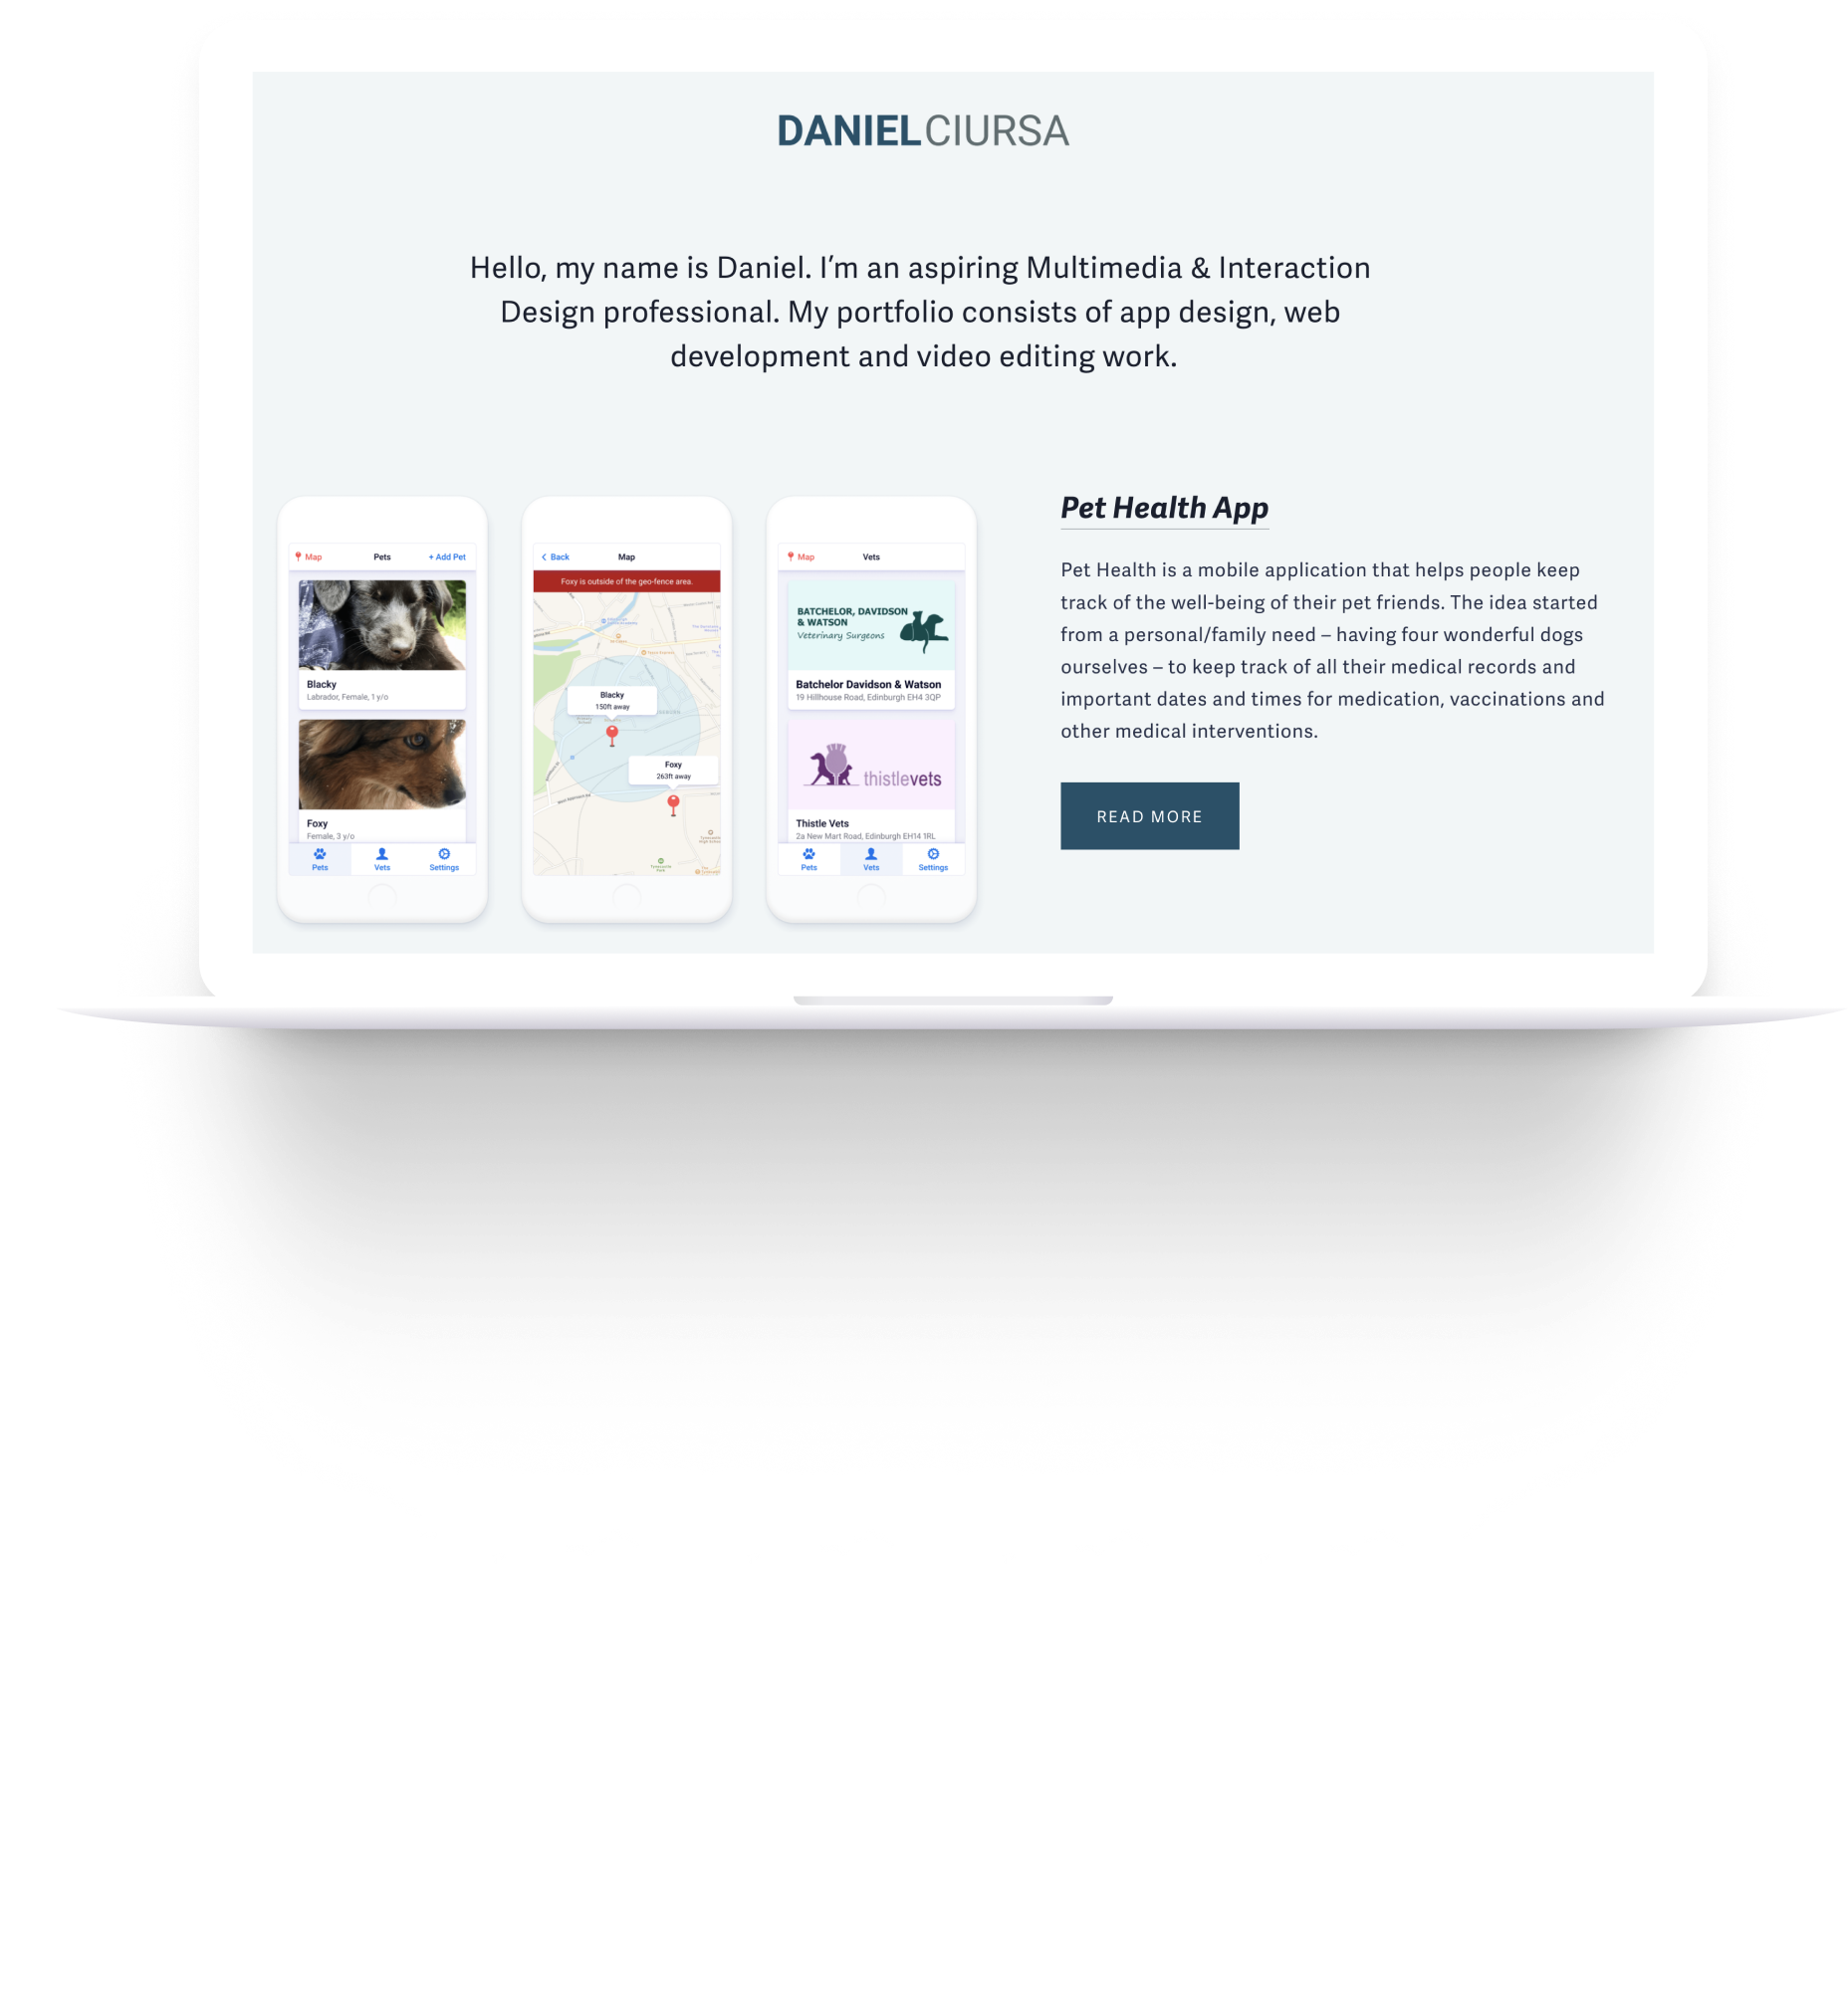 DANIELCIURSA
Hello, my name is Daniel. I’m an aspiring Multimedia & Interaction
Design professional. My portfolio consists of app design, web
development and video editing work.
Map Pets + Add Pet
Blacky
Labrador, Female, 1 y/o
Foxy
Female, 3 y/o
Pets Vets Settings
Back Map
Foxy is outside of the geo-fence area.
Blacky
150ft away
Foxy
263ft away
Map Vets
BATCHELOR, DAVIDSON
& WATSON
Veterinary Surgeons
Batchelor Davidson & Watson
19 Hillhouse Road, Edinburgh EH4 3QP
thistlevets
Thistle Vets
2a New Mart Road, Edinburgh EH14 1RL
Pets Vets Settings
Pet Health App
Pet Health is a mobile application that helps people keep
track of the well-being of their pet friends. The idea started
from a personal/family need – having four wonderful dogs
ourselves – to keep track of all their medical records and
important dates and times for medication, vaccinations and
other medical interventions.
READ MORE